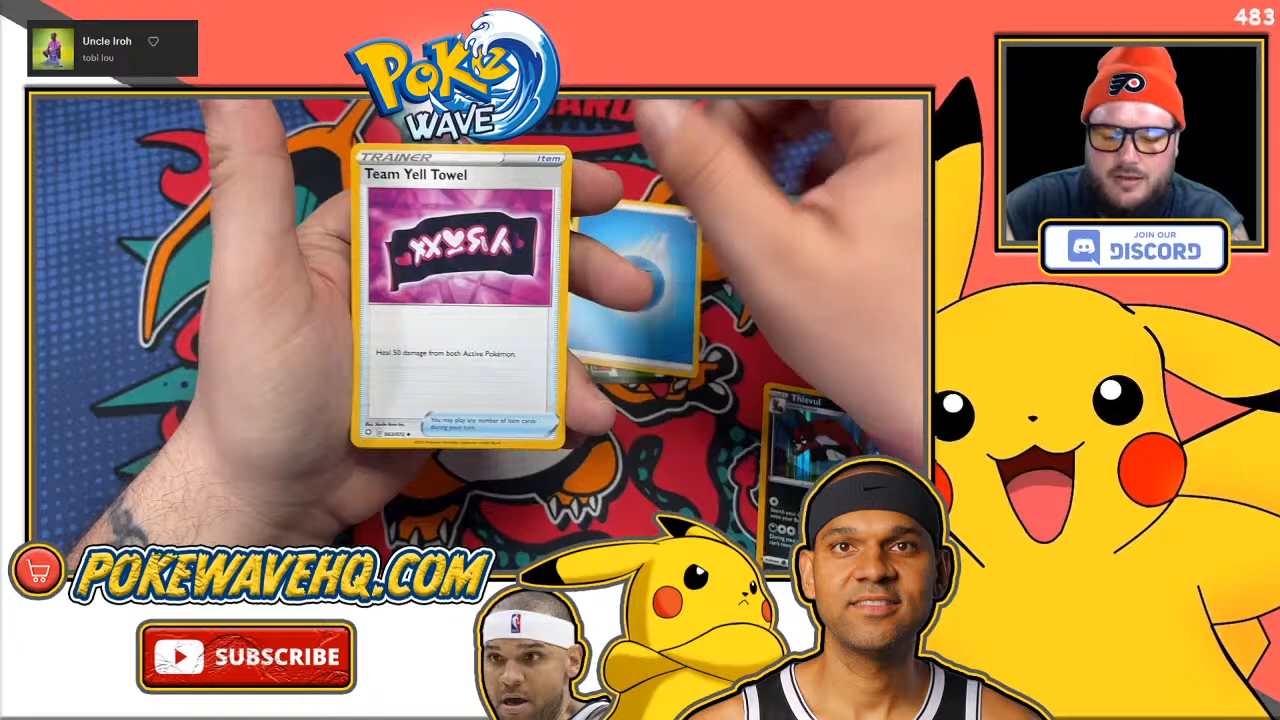 483
Uncle Iroh
tobi lou
POKé
WAVE
TRAINER
Item
Team Yell Towel
Heal 50 damage from both Active Pokémon.
You may play any number of Item cards
during your turn.
Thievul
JOIN OUR
DISCORD
POKEWAVEHQ.COM
SUBSCRIBE